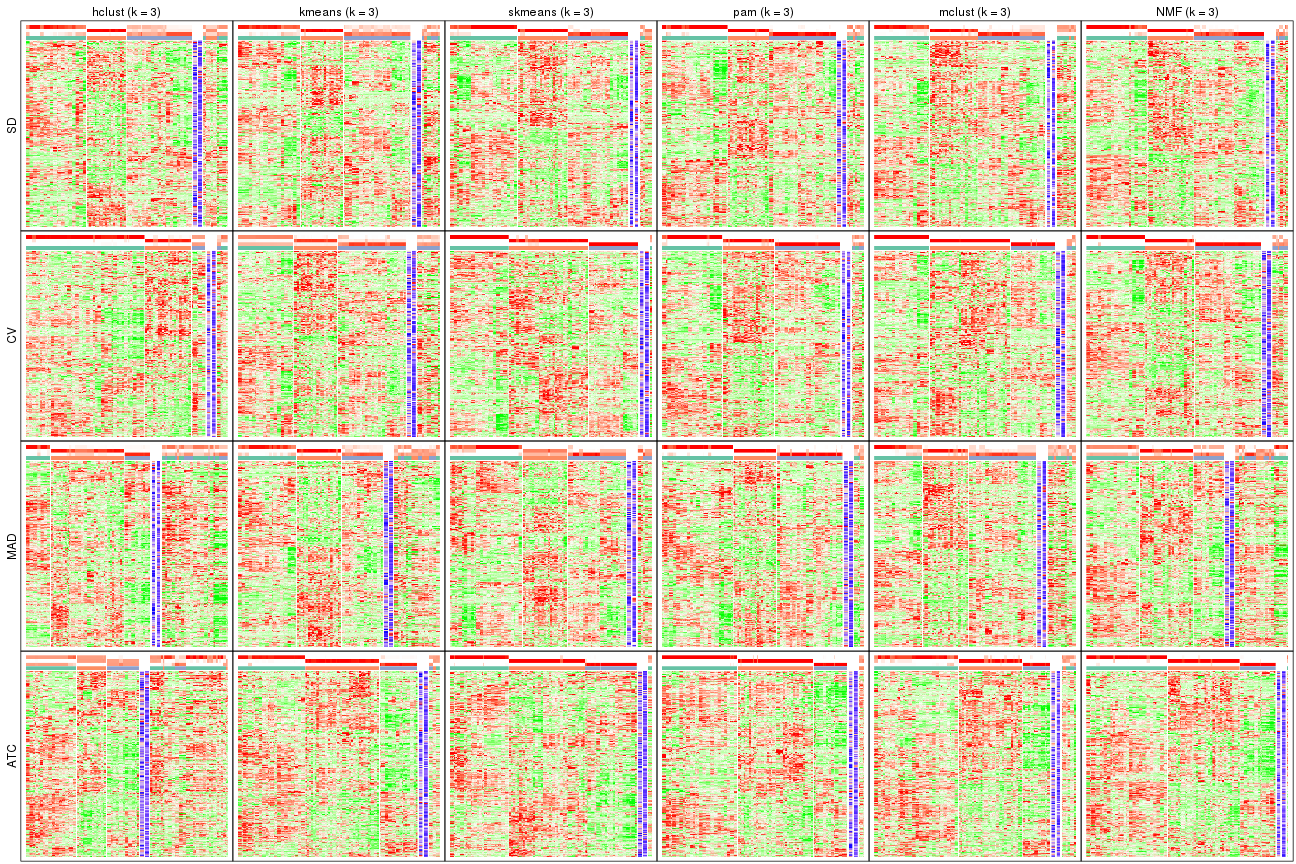 hclust (k = 3) kmeans (k = 3) skmeans (k = 3) pam (k = 3) mclust (k = 3) NMF (k = 3)
SD
CV
MAD
ATC